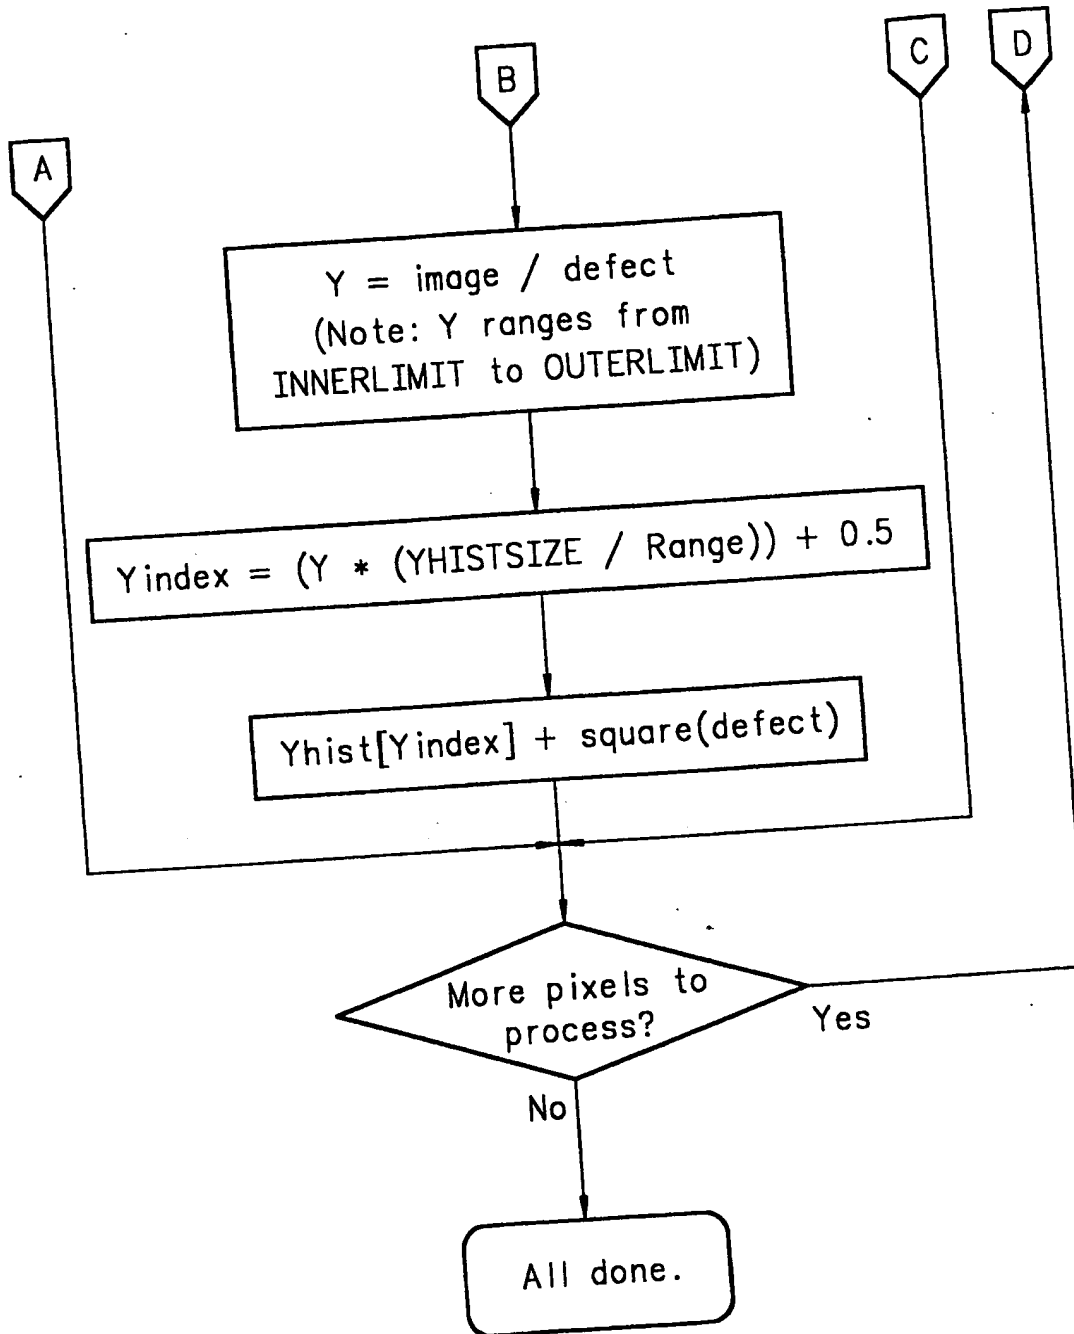 A
B
C
D
Y = image / defect
(Note: Y ranges from
INNERLIMIT to OUTERLIMIT)
Yindex = (Y * (YHISTSIZE / Range)) + 0.5
Yhist[Yindex] + square(defect)
More pixels to
process?
Yes
No
All done.